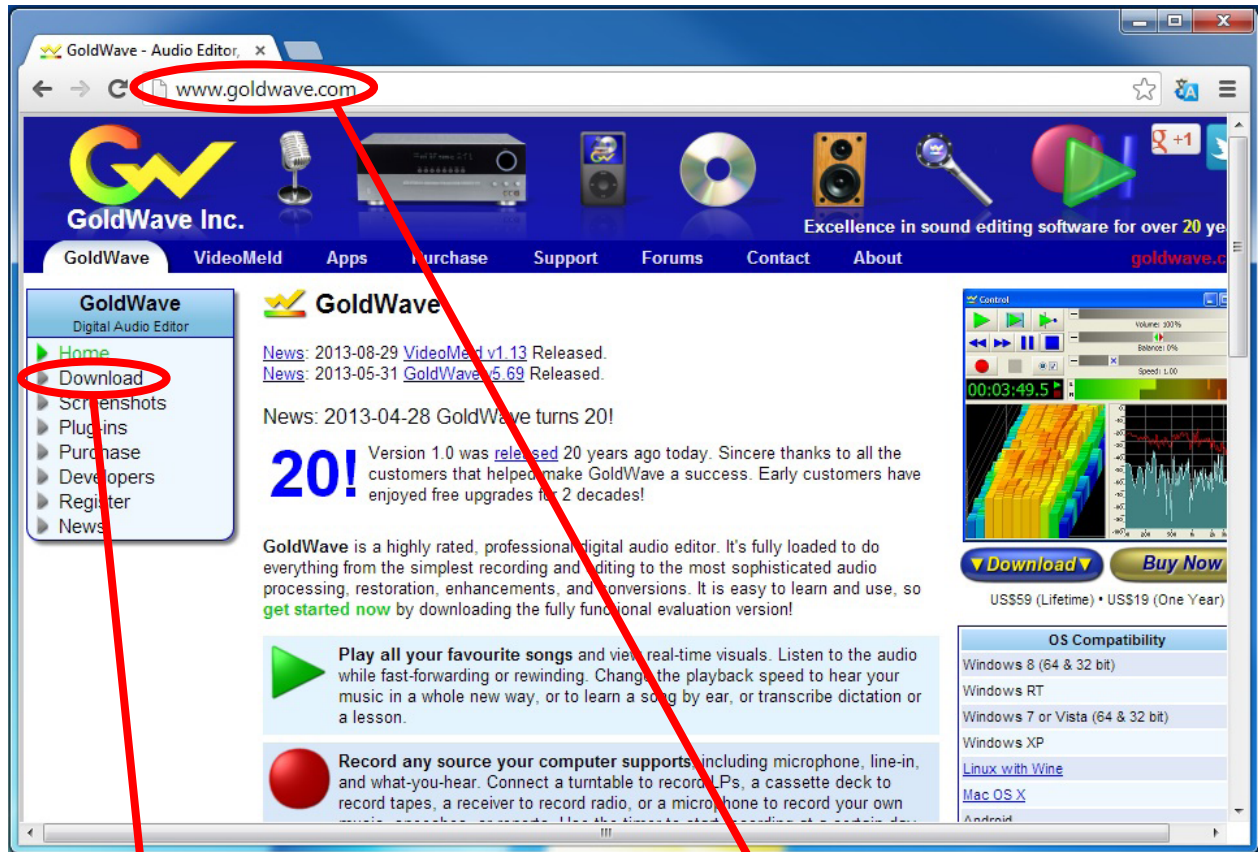 GoldWave - Audio Editor,
www.goldwave.com
GoldWave Inc.
+1
Excellence in sound editing software for over 20 ye
GoldWave VideoMeld Apps Purchase Support Forums Contact About goldwave.c
GoldWave
Digital Audio Editor
Home
Download
Screenshots
Plug-ins
Purchase
Developers
Register
News
GoldWave
News: 2013-08-29 VideoMeld v1.13 Released.
News: 2013-05-31 GoldWave v5.69 Released.
News: 2013-04-28 GoldWave turns 20!
20!
Version 1.0 was released 20 years ago today. Sincere thanks to all the
customers that helped make GoldWave a success. Early customers have
enjoyed free upgrades for 2 decades!
GoldWave is a highly rated, professional digital audio editor. It's fully loaded to do
everything from the simplest recording and editing to the most sophisticated audio
processing, restoration, enhancements, and conversions. It is easy to learn and use, so
get started now by downloading the fully functional evaluation version!
Play all your favourite songs and view real-time visuals. Listen to the audio
while fast-forwarding or rewinding. Change the playback speed to hear your
music in a whole new way, or to learn a song by ear, or transcribe dictation or
a lesson.
Record any source your computer supports, including microphone, line-in,
and what-you-hear. Connect a turntable to record LPs, a cassette deck to
record tapes, a receiver to record radio, or a microphone to record your own
Control
Volume: 100%
Balance: 0%
Speed: 1.00
00:03:49.5
Download
Buy Now
US$59 (Lifetime) • US$19 (One Year)
OS Compatibility
Windows 8 (64 & 32 bit)
Windows RT
Windows 7 or Vista (64 & 32 bit)
Windows XP
Linux with Wine
Mac OS X
Android